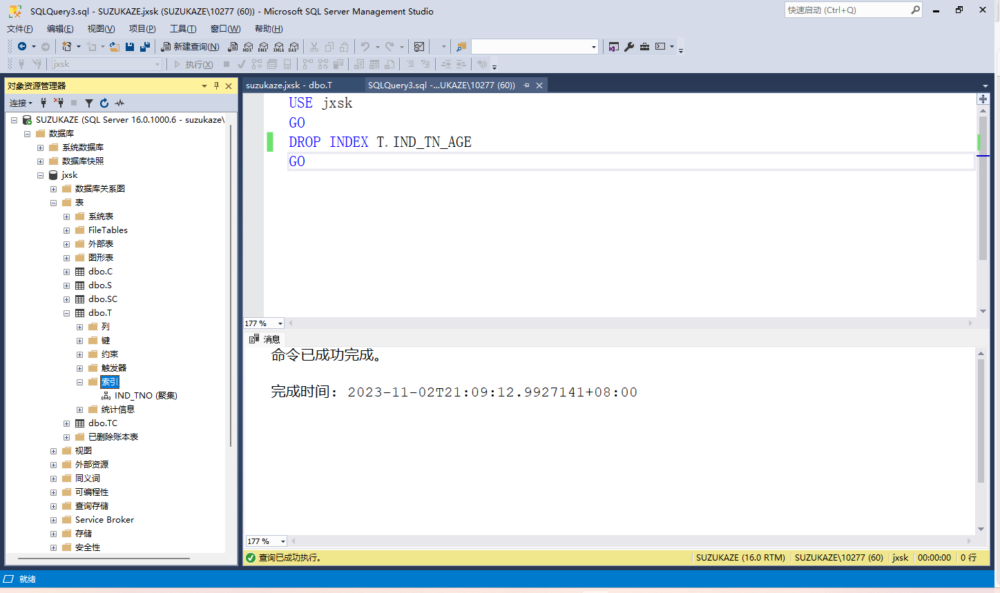 SQLQuery3.sql - SUZUKAZE.jxsk (SUZUKAZE\10277 (60)) - Microsoft SQL Server Management Studio
快速启动 (Ctrl+Q)
文件(F) 编辑(E) 视图(V) 项目(P) 工具(T) 窗口(W) 帮助(H)
新建查询(N) MDX DMX XMLA DAX
jxsk 执行(X)
对象资源管理器
连接
SUZUKAZE (SQL Server 16.0.1000.6 - suzukaze\
数据库
系统数据库
数据库快照
jxsk
数据库关系图
表
系统表
FileTables
外部表
图形表
dbo.C
dbo.S
dbo.SC
dbo.T
列
键
约束
触发器
索引
IND_TNO (聚集)
统计信息
dbo.TC
已删除账本表
视图
外部资源
同义词
可编程性
查询存储
Service Broker
存储
安全性
suzukaze.jxsk - dbo.T
SQLQuery3.sql -...UKAZE\10277 (60))
USE jxsk
GO
DROP INDEX T.IND_TN_AGE
GO
177 %
消息
命令已成功完成。
完成时间: 2023-11-02T21:09:12.9927141+08:00
177 %
查询已成功执行。
SUZUKAZE (16.0 RTM) SUZUKAZE\10277 (60) jxsk 00:00:00 0 行
就绪